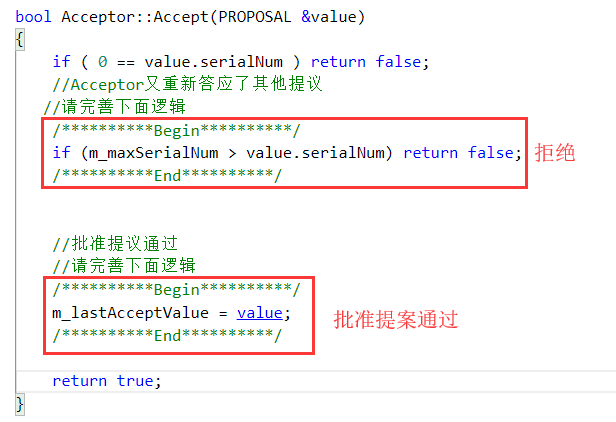 bool Acceptor::Accept(PROPOSAL &value)
{
if ( 0 == value.serialNum ) return false;
//Acceptor又重新答应了其他提议
//请完善下面逻辑
/**********Begin**********/
if (m_maxSerialNum > value.serialNum) return false; 拒绝
/**********End**********/
//批准提议通过
//请完善下面逻辑
/**********Begin**********/
m_lastAcceptValue = value; 批准提案通过
/**********End**********/
return true;
}